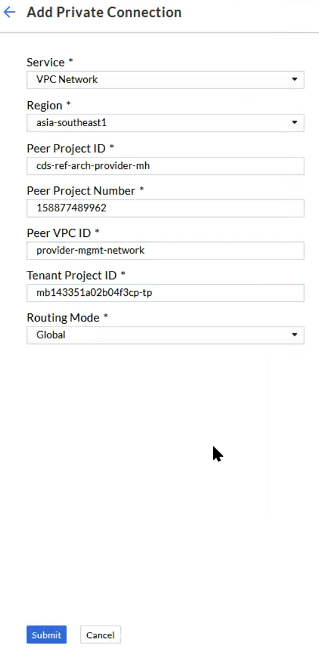 Add Private Connection
Service *
VPC Network
Region *
asia-southeast1
Peer Project ID *
cds-ref-arch-provider-mh
Peer Project Number *
158877489962
Peer VPC ID *
provider-mgmt-network
Tenant Project ID *
mb143351a02b04f3cp-tp
Routing Mode *
Global
Submit Cancel